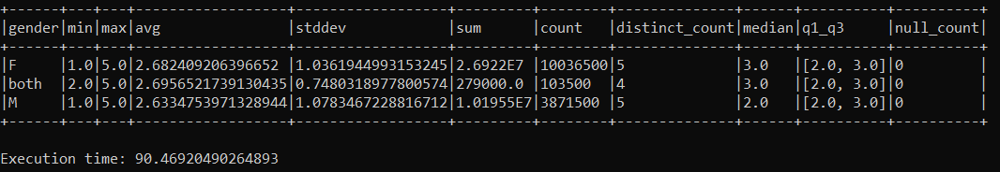 +------+---+---+------------------+------------------+---------+--------+--------------+------+----------+----------+
|gender|min|max|avg |stddev |sum |count |distinct_count|median|q1_q3 |null_count|
+------+---+---+------------------+------------------+---------+--------+--------------+------+----------+----------+
|F |1.0|5.0|2.682409206396652 |1.0361944993153245|2.6922E7 |10036500|5 |3.0 |[2.0, 3.0]|0 |
|both |2.0|5.0|2.6956521739130435|0.7480318977800574|279000.0 |103500 |4 |3.0 |[2.0, 3.0]|0 |
|M |1.0|5.0|2.6334753971328944|1.0783467228816712|1.01955E7|3871500 |5 |2.0 |[2.0, 3.0]|0 |
+------+---+---+------------------+------------------+---------+--------+--------------+------+----------+----------+
Execution time: 90.46920490264893